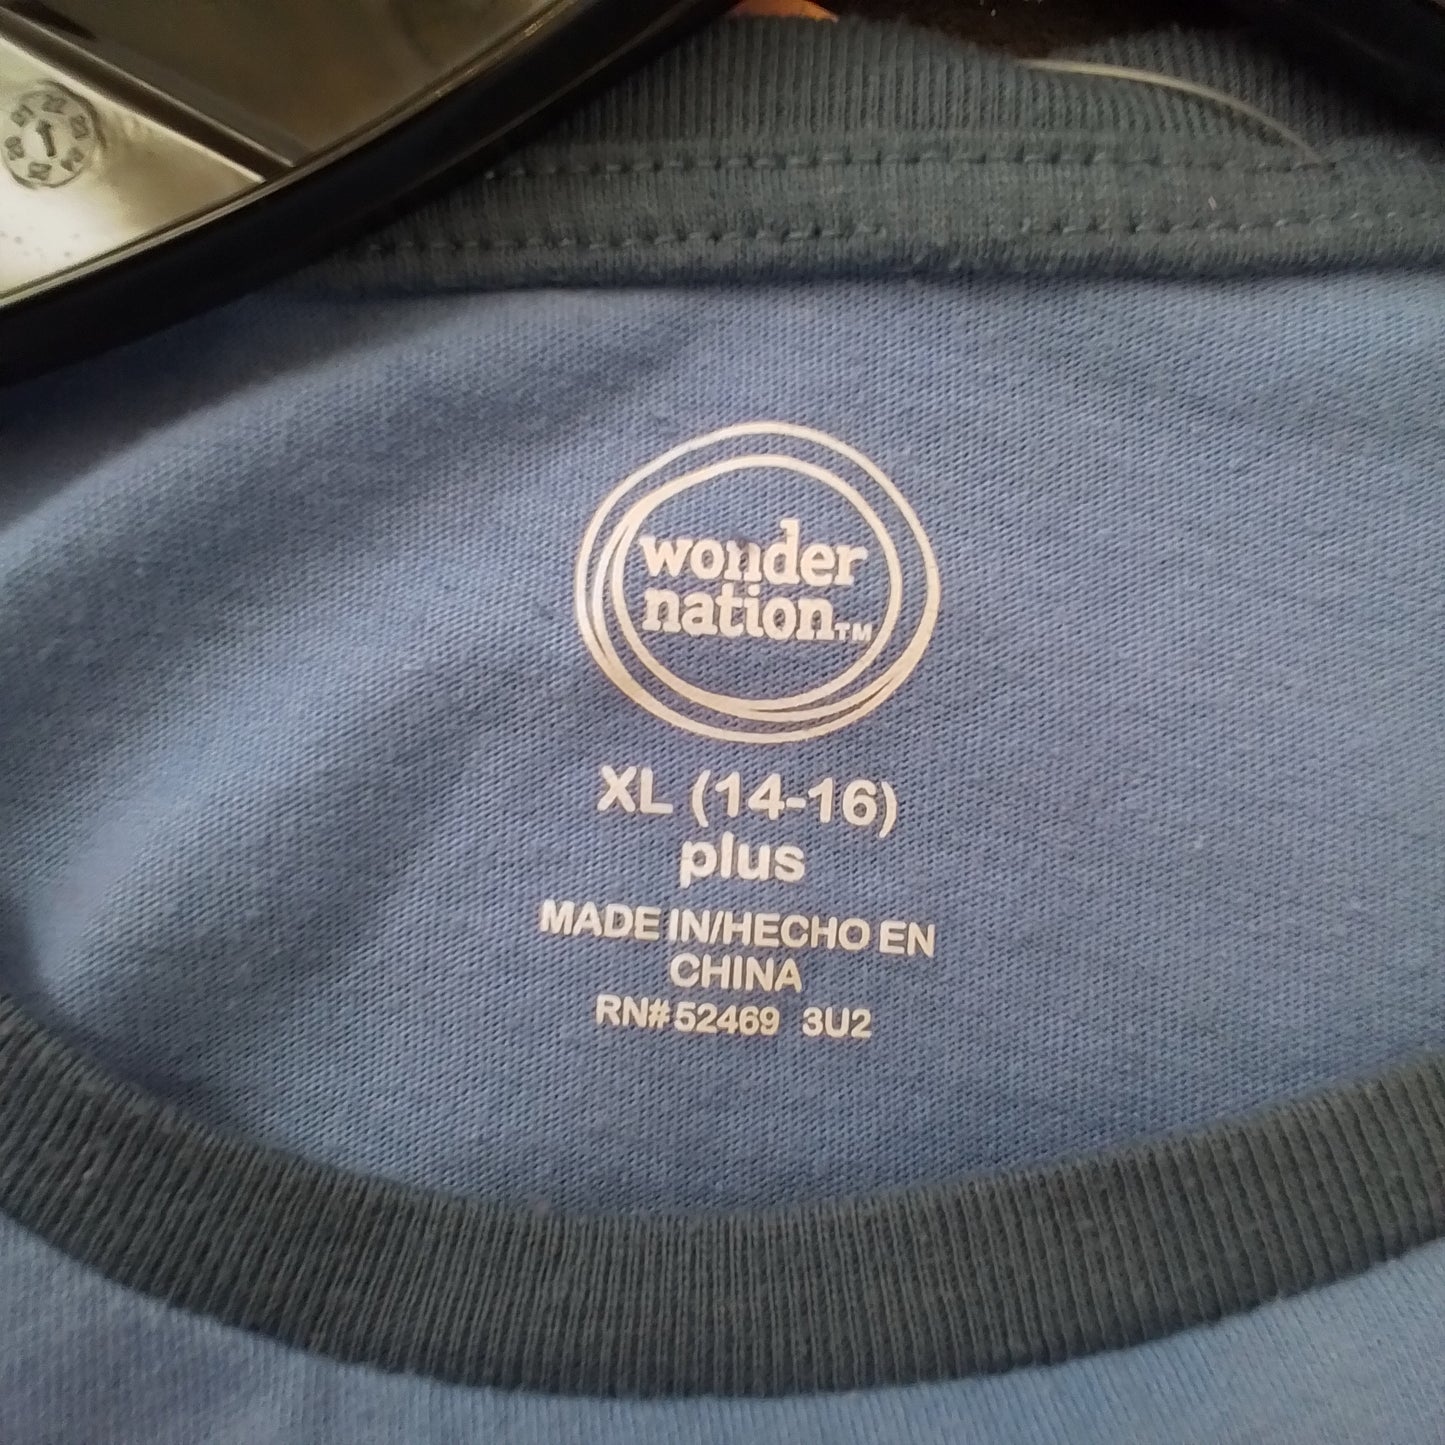 wonder
nation™
XL (14-16)
plus
MADE IN/HECHO EN
CHINA
RN# 52469 3U2